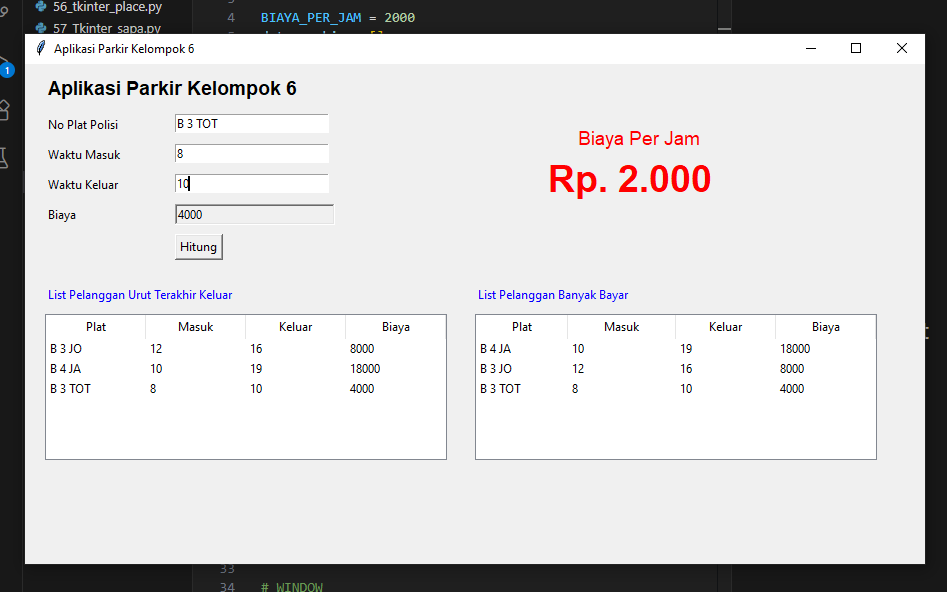 56_tkinter_place.py
57_Tkinter_sapa.py
4 BIAYA_PER_JAM = 2000
1
Aplikasi Parkir Kelompok 6
Aplikasi Parkir Kelompok 6
No Plat Polisi B 3 TOT
Waktu Masuk 8
Waktu Keluar 10
Biaya 4000
Hitung
Biaya Per Jam
Rp. 2.000
List Pelanggan Urut Terakhir Keluar
Plat Masuk Keluar Biaya
B 3 JO 12 16 8000
B 4 JA 10 19 18000
B 3 TOT 8 10 4000
List Pelanggan Banyak Bayar
Plat Masuk Keluar Biaya
B 4 JA 10 19 18000
B 3 JO 12 16 8000
B 3 TOT 8 10 4000
33
34 # WINDOW